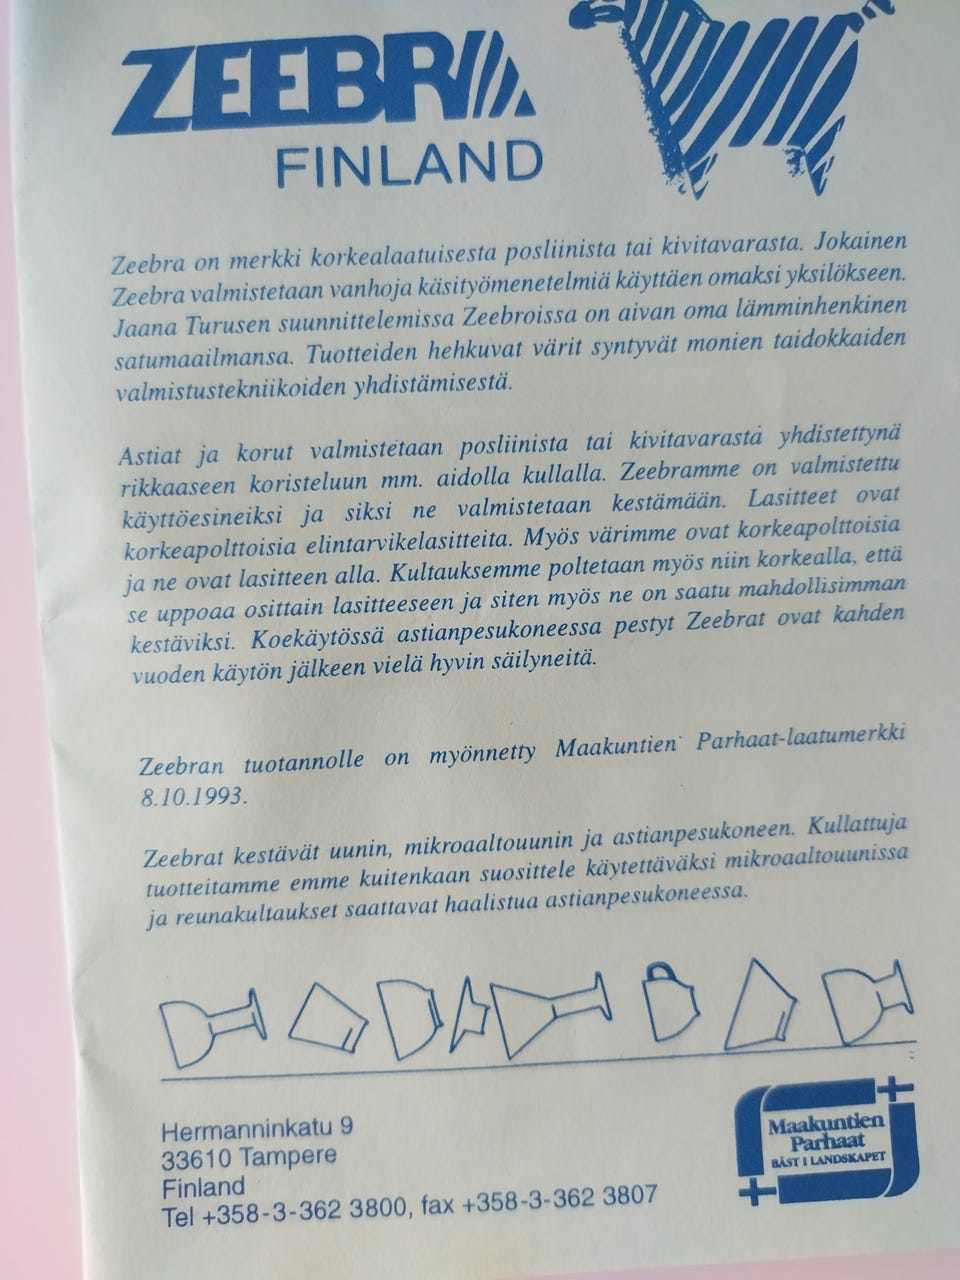 ZEEBRA
FINLAND
Zeebra on merkki korkealaatuisesta posliinista tai kivitavarasta. Jokainen
Zeebra valmistetaan vanhoja käsityömenetelmiä käyttäen omaksi yksilökseen.
Jaana Turusen suunnittelemissa Zeebroissa on aivan oma lämminhenkinen
satumaailmansa. Tuotteiden hehkuvat värit syntyvät monien taidokkaiden
valmistustekniikoiden yhdistämisestä.
Astiat ja korut valmistetaan posliinista tai kivitavarasta yhdistettynä
rikkaaseen koristeluun mm. aidolla kullalla. Zeebramme on valmistettu
käyttöesineiksi ja siksi ne valmistetaan kestämään. Lasitteet ovat
korkeapolttoisia elintarvikelasitteita. Myös värimme ovat korkeapolttoisia
ja ne ovat lasitteen alla. Kultauksemme poltetaan myös niin korkealla, että
se uppoaa osittain lasitteeseen ja siten myös ne on saatu mahdollisimman
kestäviksi. Koekäytössä astianpesukoneessa pestyt Zeebrat ovat kahden
vuoden käytön jälkeen vielä hyvin säilyneitä.
Zeebran tuotannolle on myönnetty Maakuntien Parhaat-laatumerkki
8.10.1993.
Zeebrat kestävät uunin, mikroaaltouunin ja astianpesukoneen. Kullattuja
tuotteitamme emme kuitenkaan suosittele käytettäväksi mikroaaltouunissa
ja reunakultaukset saattavat haalistua astianpesukoneessa.
Hermanninkatu 9
33610 Tampere
Finland
Tel +358-3-362 3800, fax +358-3-362 3807
Maakuntien
Parhaat
BÄST I LANDSKAPET